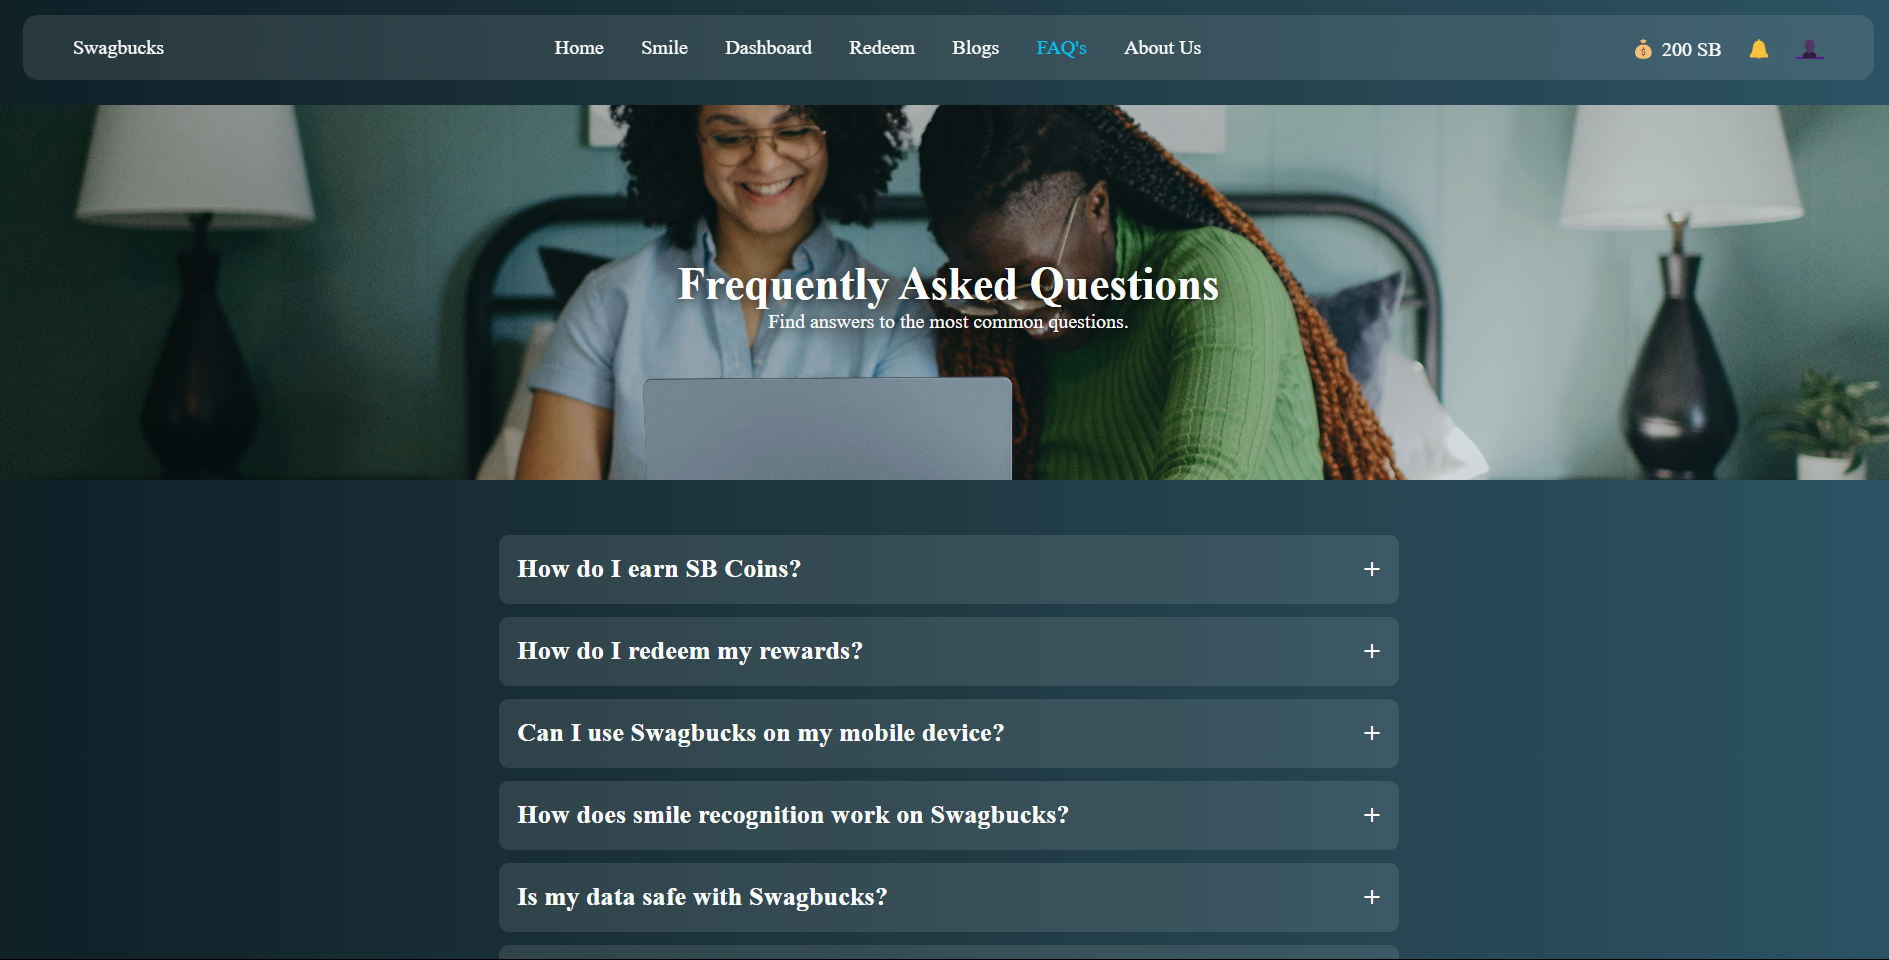 Swagbucks
Home Smile Dashboard Redeem Blogs FAQ's About Us
200 SB
Frequently Asked Questions
Find answers to the most common questions.
How do I earn SB Coins? +
How do I redeem my rewards? +
Can I use Swagbucks on my mobile device? +
How does smile recognition work on Swagbucks? +
Is my data safe with Swagbucks? +